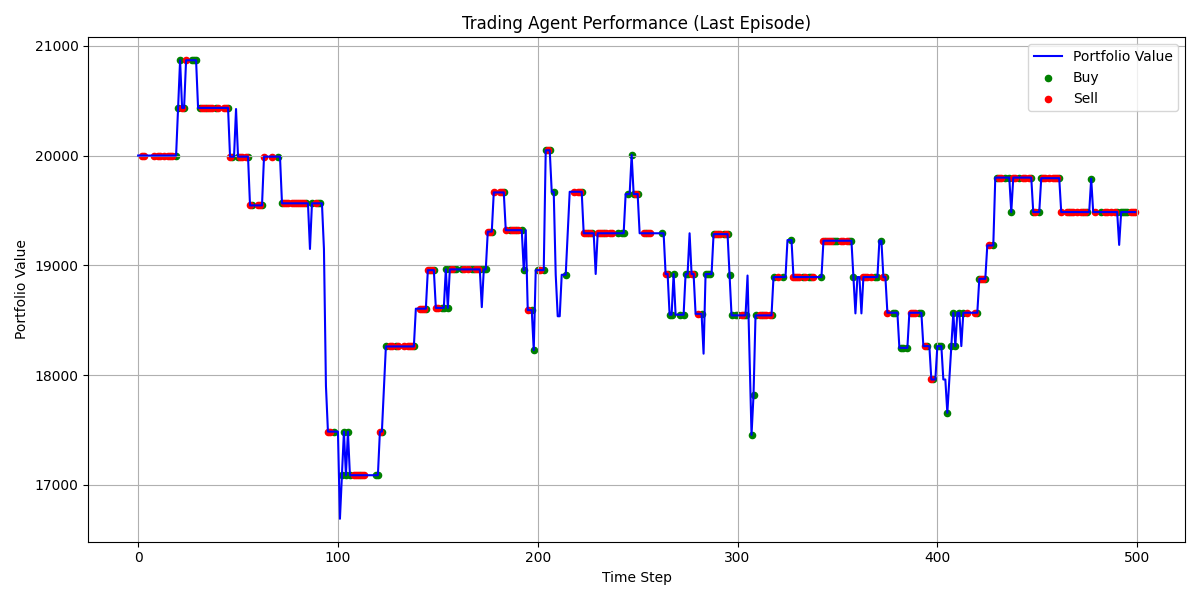 Trading Agent Performance (Last Episode)
Portfolio Value
Buy
Sell
21000
20000
19000
18000
17000
Portfolio Value
0 100 200 300 400 500
Time Step